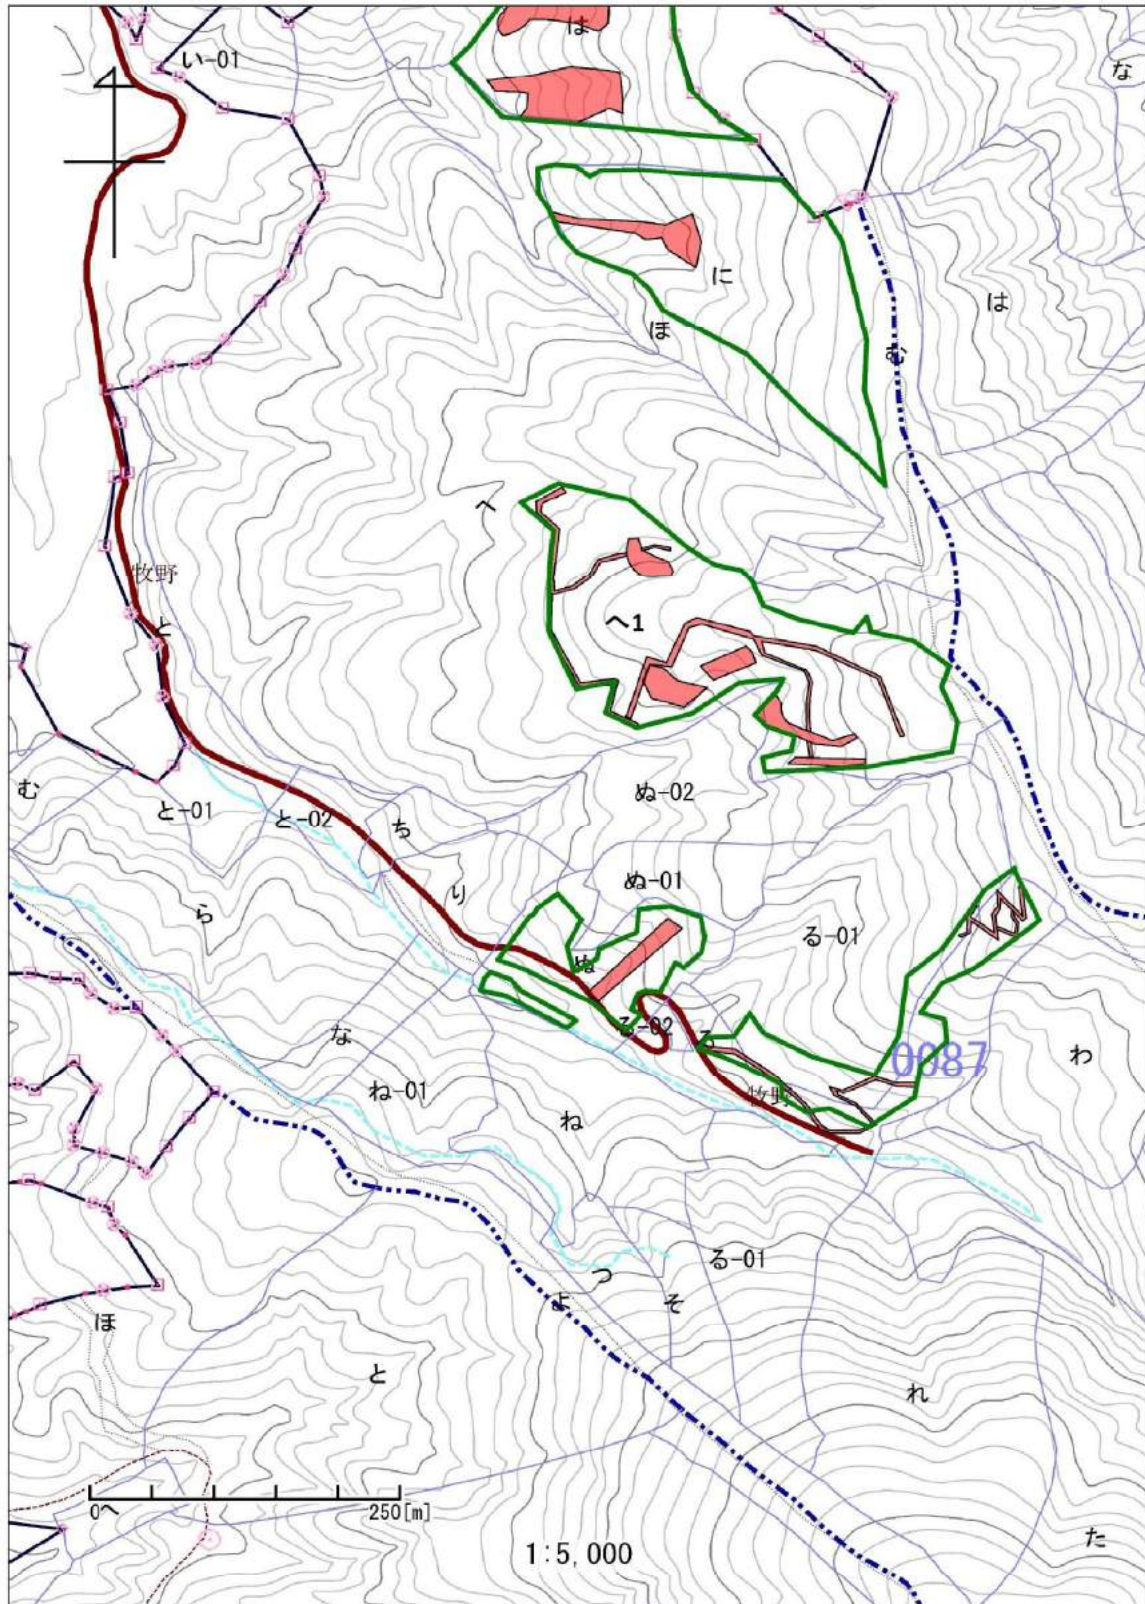 は
い-01
な
に
は
ほ
む
へ
牧野
へ1
と
む
ぬ-02
と-01
と-02
ち
ぬ-01
り
ら
る-01
ぬ
る-02
る
な
0087
わ
ね-01
牧野
ね
る-01
つ
よ
そ
ほ
と
れ
0へ
250[m]
た
1:5,000